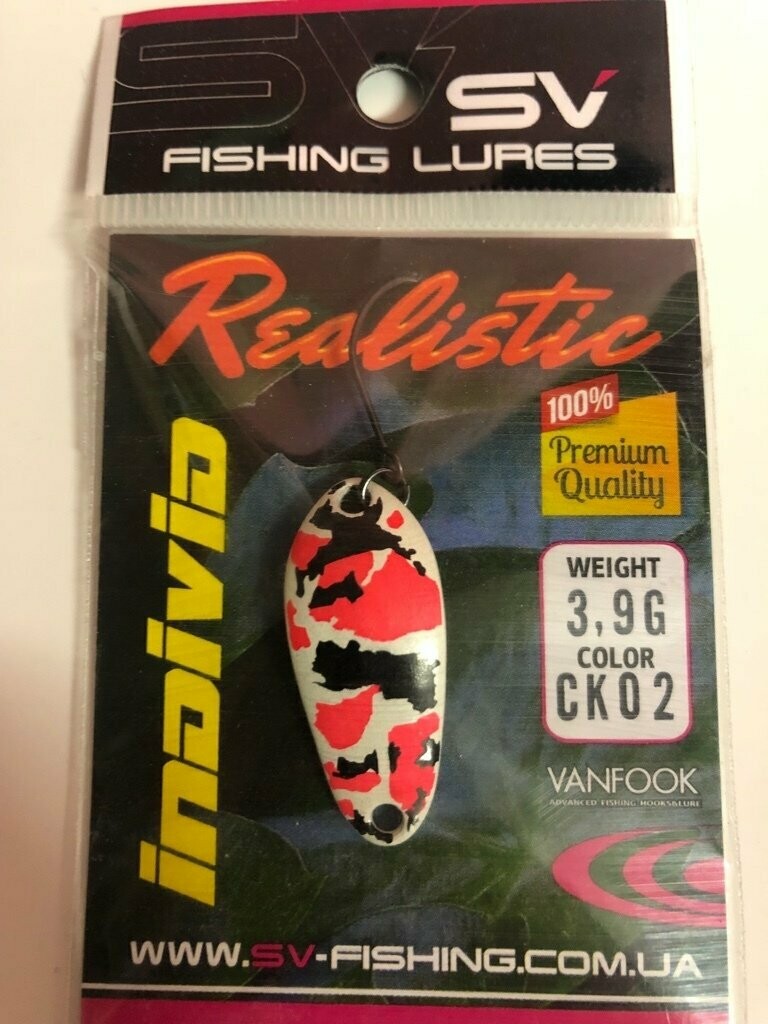 SV
SV
FISHING LURES
Realistic
100%
Premium
Quality
inDiviD
WEIGHT
3,9G
COLOR
CK02
VANFOOK
ADVANCED FISHING HOOKS&LURE
WWW.SV-FISHING.COM.UA